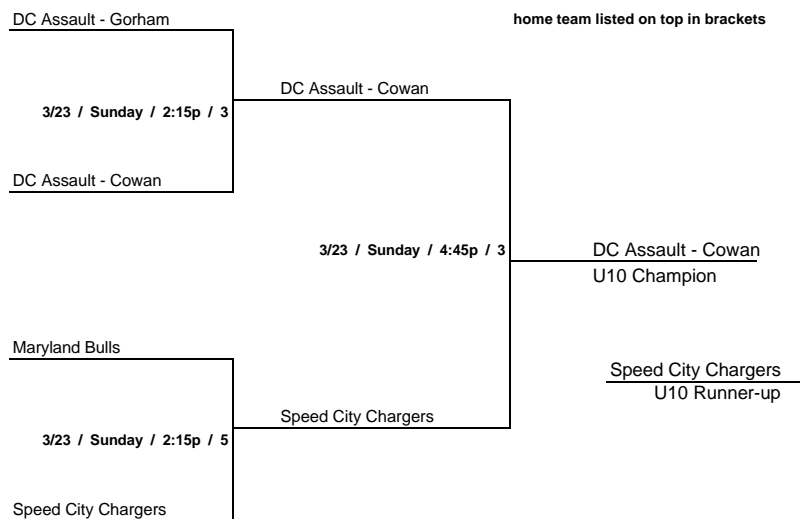 DC Assault - Gorham
home team listed on top in brackets
DC Assault - Cowan
3/23 / Sunday / 2:15p / 3
DC Assault - Cowan
3/23 / Sunday / 4:45p / 3
DC Assault - Cowan
U10 Champion
Maryland Bulls
Speed City Chargers
U10 Runner-up
Speed City Chargers
3/23 / Sunday / 2:15p / 5
Speed City Chargers